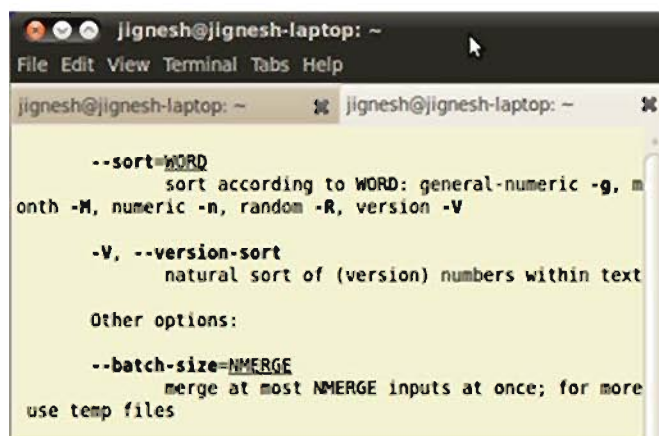 jignesh@jignesh-laptop: ~
File Edit View Terminal Tabs Help
jignesh@jignesh-laptop: ~ jignesh@jignesh-laptop: ~
--sort=WORD
sort according to WORD: general-numeric -g, m
onth -M, numeric -n, random -R, version -V
-V, --version-sort
natural sort of (version) numbers within text
Other options:
--batch-size=NMERGE
merge at most NMERGE inputs at once; for more
use temp files